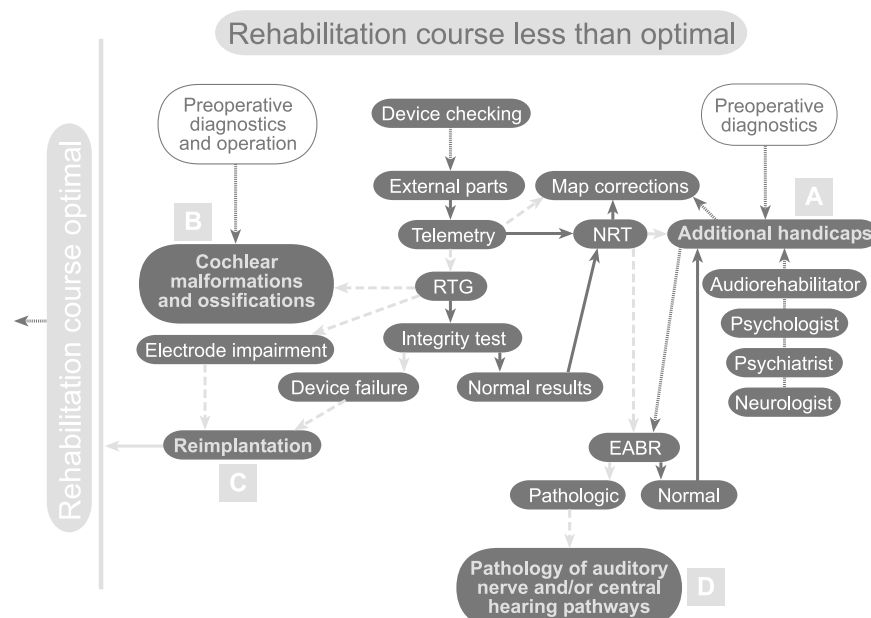 Rehabilitation course less than optimal
Rehabilitation course optimal
Preoperative
diagnostics
and operation
Device checking
Preoperative
diagnostics
External parts
Map corrections
A
B
Telemetry
NRT
Additional handicaps
Cochlear
malformations
and ossifications
RTG
Audiorehabilitator
Integrity test
Psychologist
Electrode impairment
Psychiatrist
Device failure
Normal results
Neurologist
Reimplantation
EABR
C
Pathologic
Normal
Pathology of auditory
nerve and/or central
hearing pathways
D